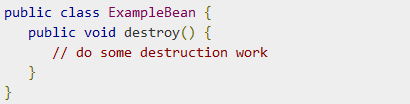 public class ExampleBean {
   public void destroy() {
      // do some destruction work
   }
}